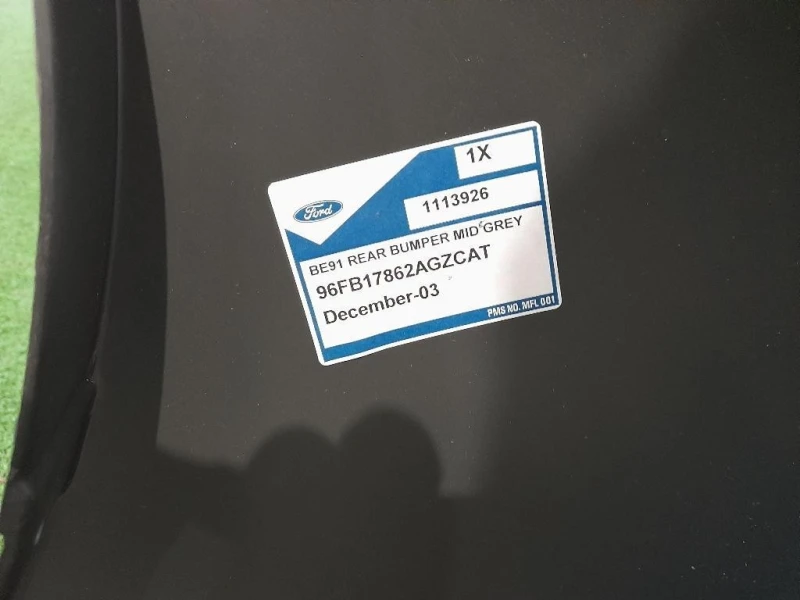 1X
Ford
1113926
BE91 REAR BUMPER MID GREY
96FB17862AGZCAT
December-03
PMS NO. MFL 001